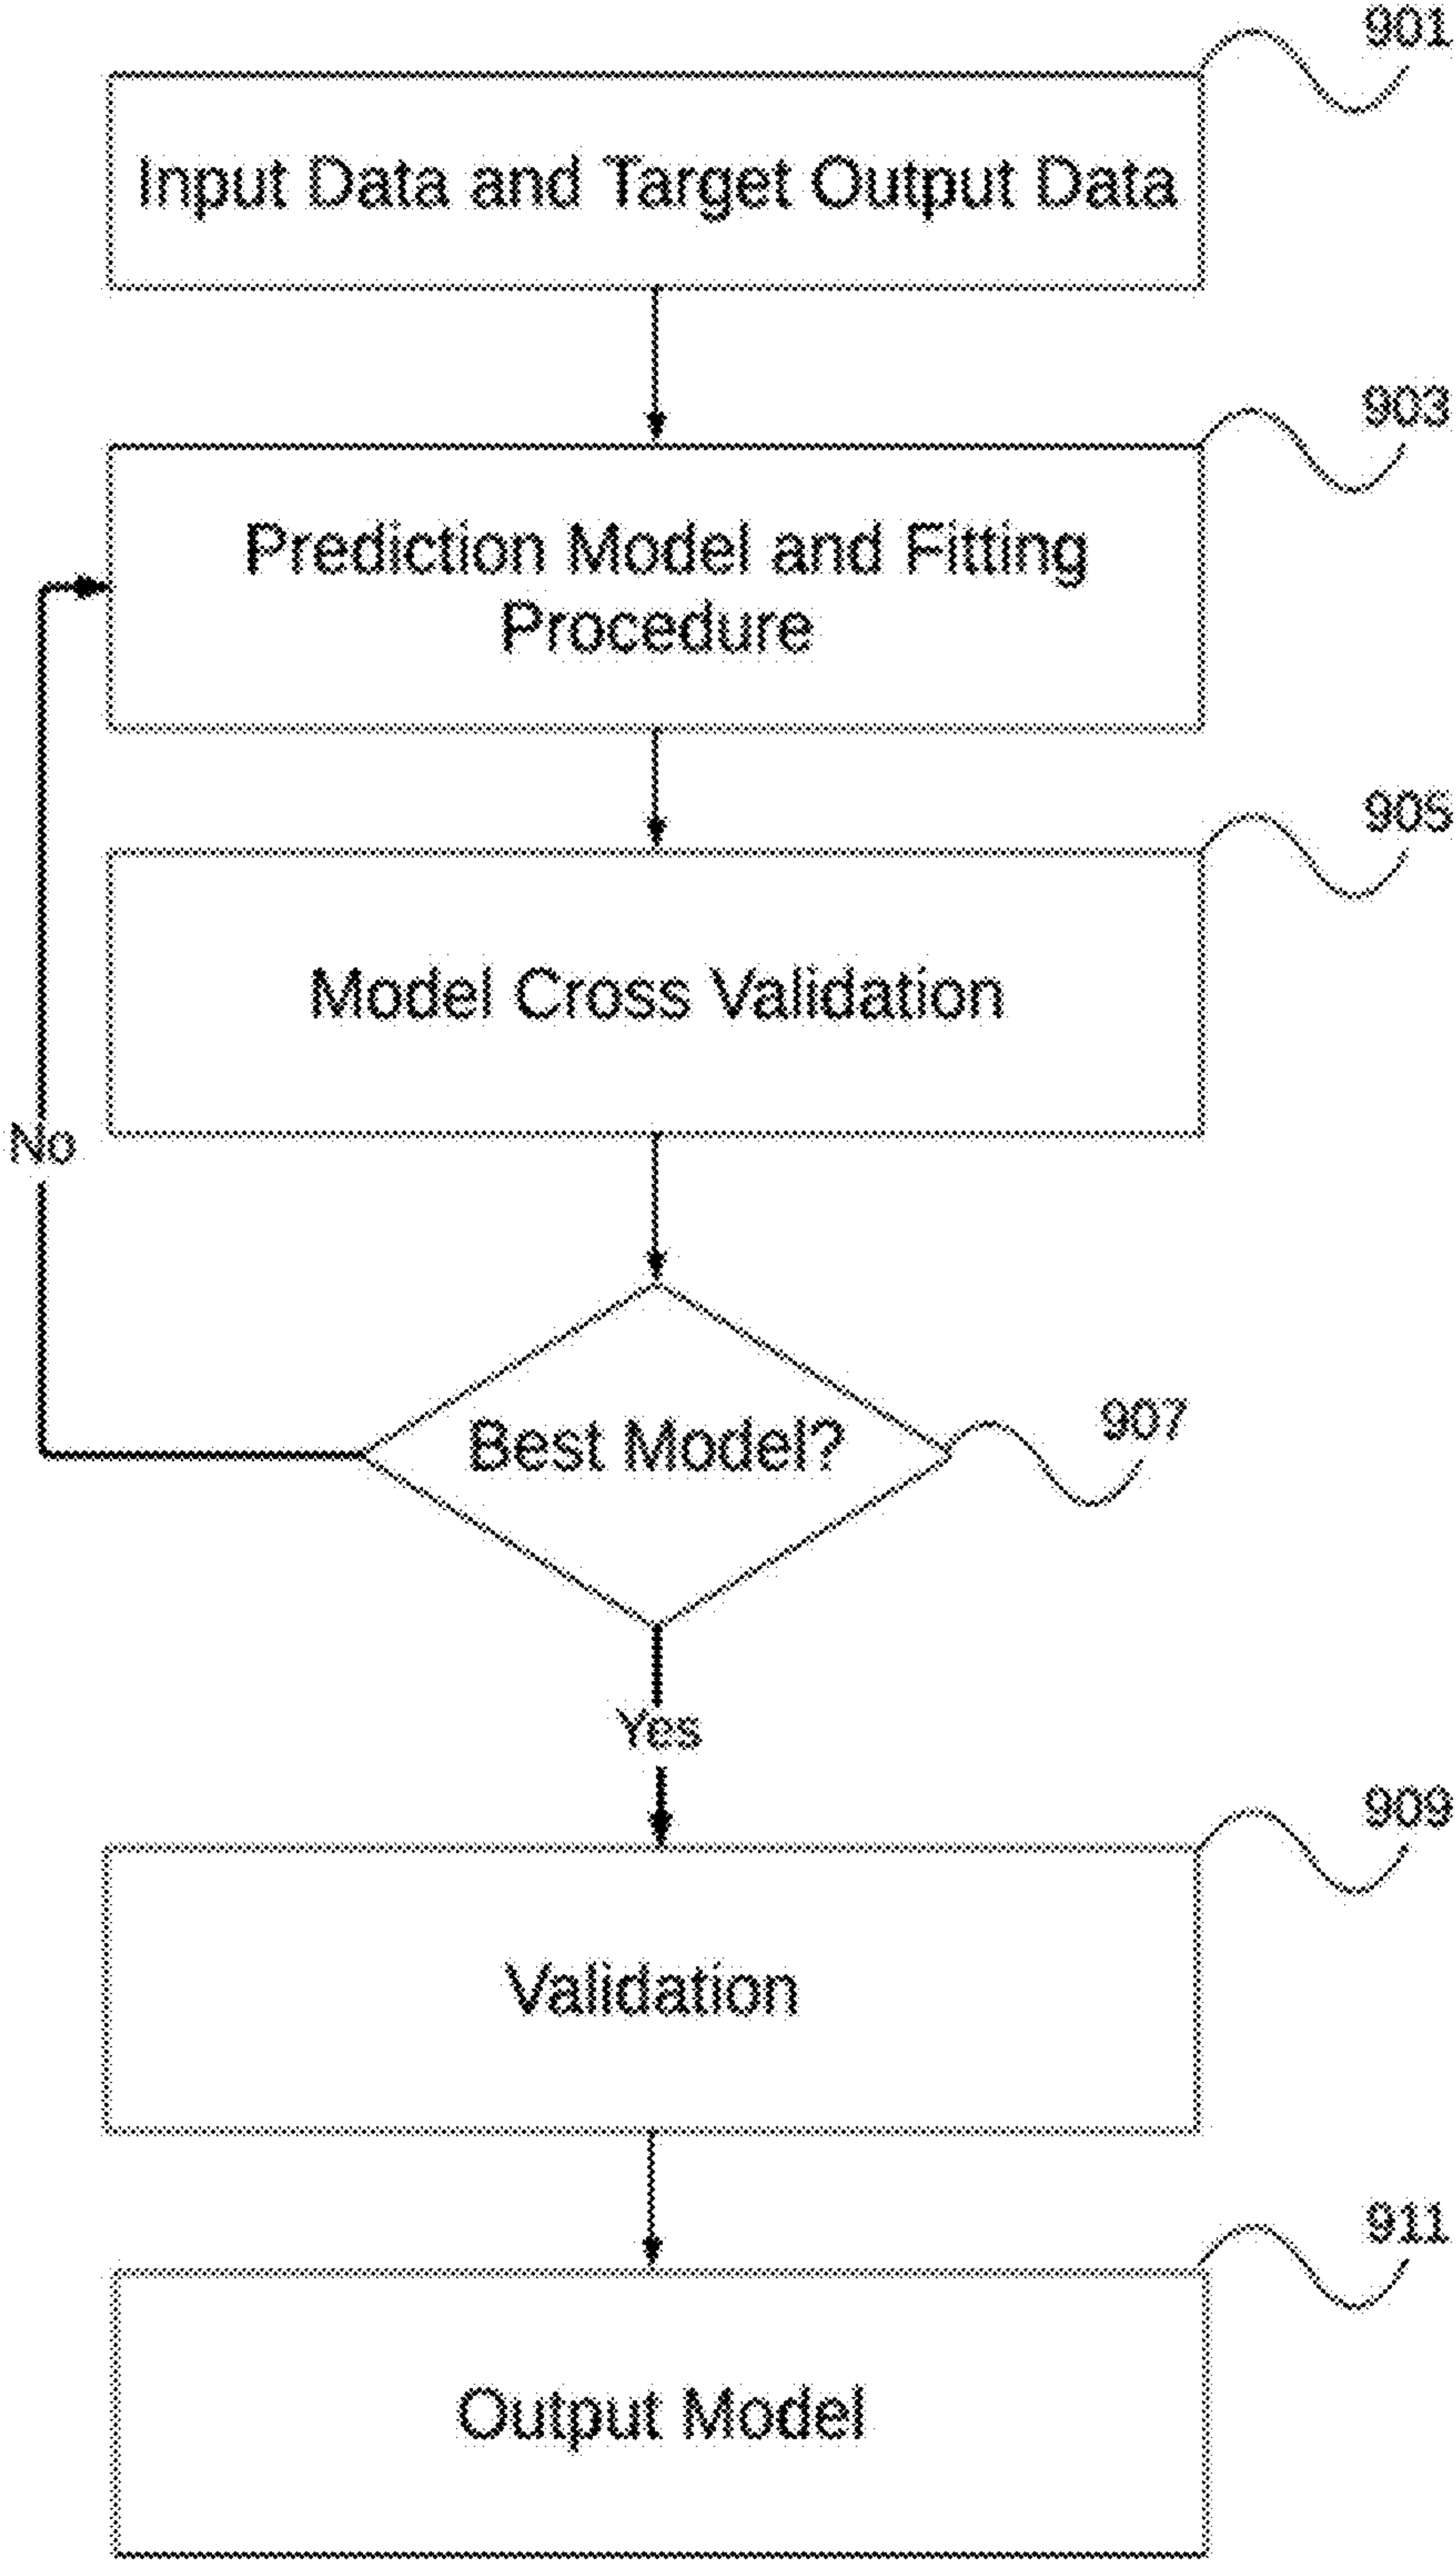 901
Input Data and Target Output Data
903
Prediction Model and Fitting
Procedure
905
Model Cross Validation
No
907
Best Model?
Yes
909
Validation
911
Output Model